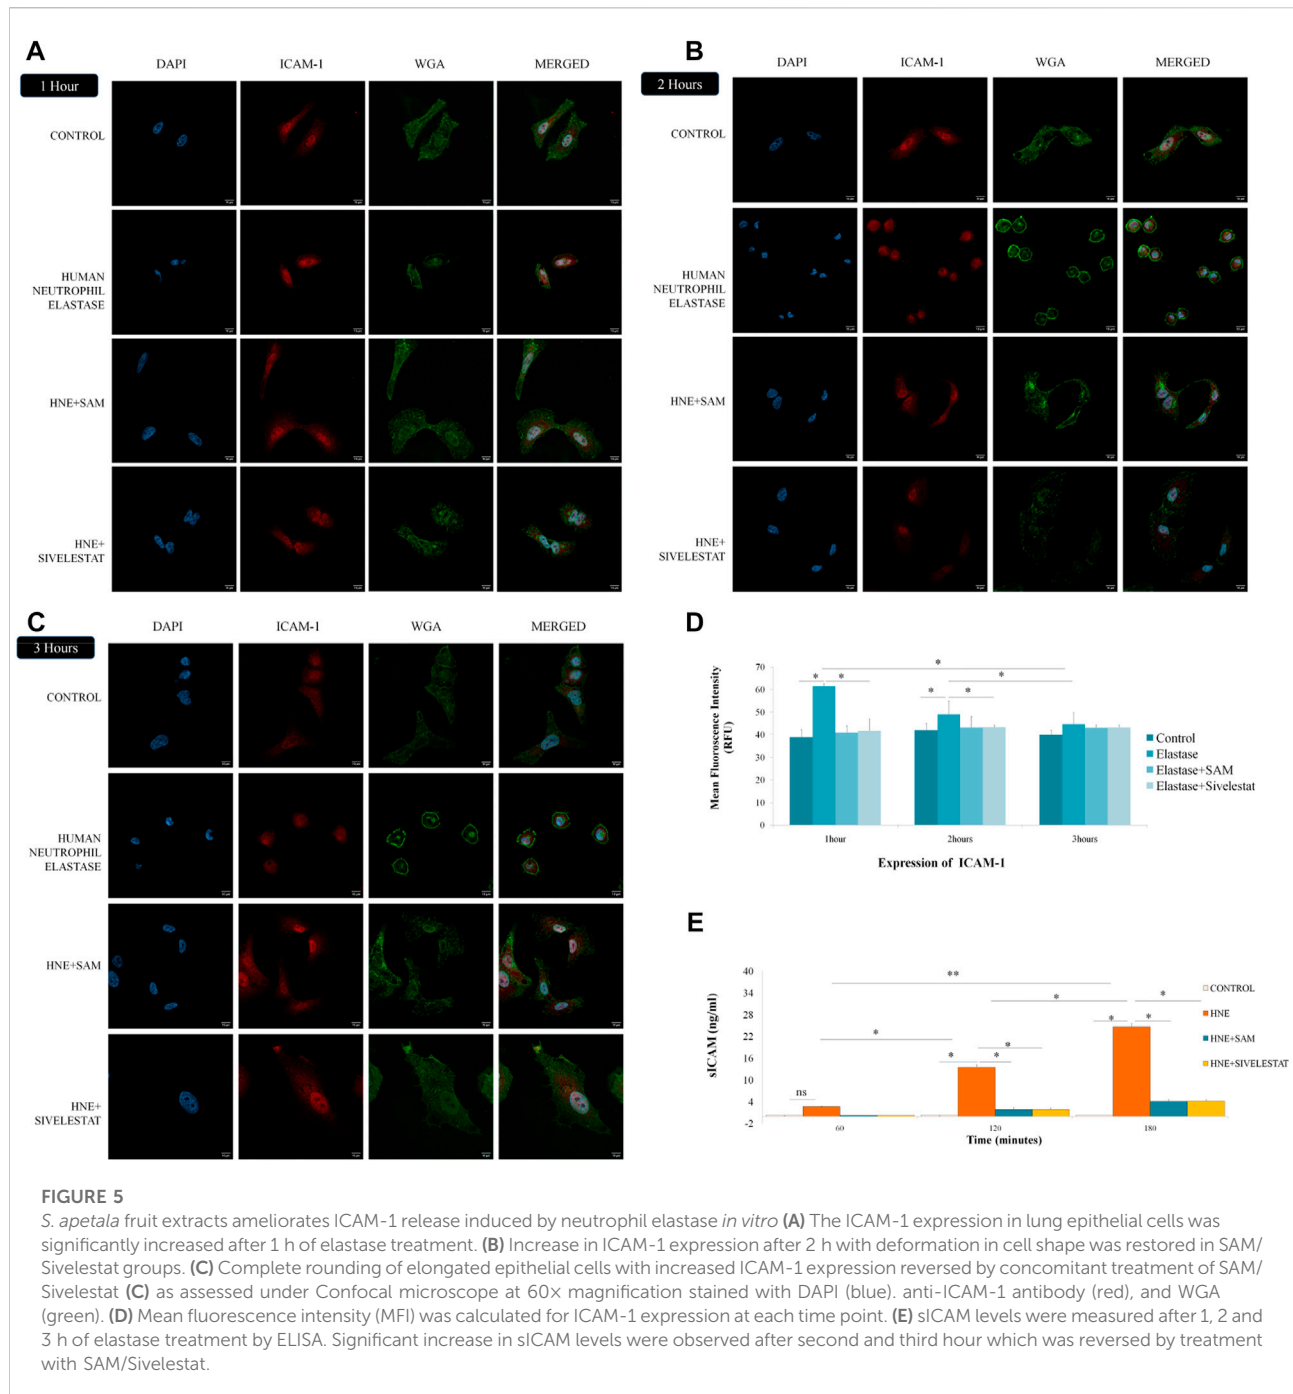 A
DAPI ICAM-1 WGA MERGED
1 Hour
CONTROL
HUMAN
NEUTROPHIL
ELASTASE
HNE+SAM
HNE+
SIVELESTAT
B
DAPI ICAM-1 WGA MERGED
2 Hours
CONTROL
HUMAN
NEUTROPHIL
ELASTASE
HNE+SAM
HNE+
SIVELESTAT
C
DAPI ICAM-1 WGA MERGED
3 Hours
CONTROL
HUMAN
NEUTROPHIL
ELASTASE
HNE+SAM
HNE+
SIVELESTAT
D
Mean Fluoroscence Intensity
(RFU)
70
60
50
40
30
20
10
0
* * * * * * 
1hour 2hours 3hours
Expression of ICAM-1
Control
Elastase
Elastase+SAM
Elastase+Sivelestat
E
sICAM (ng/ml)
40
34
28
22
16
10
4
-2
**
* *
* * *
* * *
ns
60 120 180
Time (minutes)
CONTROL
HNE
HNE+SAM
HNE+SIVELESTAT
FIGURE 5
S. apetala fruit extracts ameliorates ICAM-1 release induced by neutrophil elastase in vitro (A) The ICAM-1 expression in lung epithelial cells was
significantly increased after 1 h of elastase treatment. (B) Increase in ICAM-1 expression after 2 h with deformation in cell shape was restored in SAM/
Sivelestat groups. (C) Complete rounding of elongated epithelial cells with increased ICAM-1 expression reversed by concomitant treatment of SAM/
Sivelestat (C) as assessed under Confocal microscope at 60× magnification stained with DAPI (blue). anti-ICAM-1 antibody (red), and WGA
(green). (D) Mean fluorescence intensity (MFI) was calculated for ICAM-1 expression at each time point. (E) sICAM levels were measured after 1, 2 and
3 h of elastase treatment by ELISA. Significant increase in sICAM levels were observed after second and third hour which was reversed by treatment
with SAM/Sivelestat.